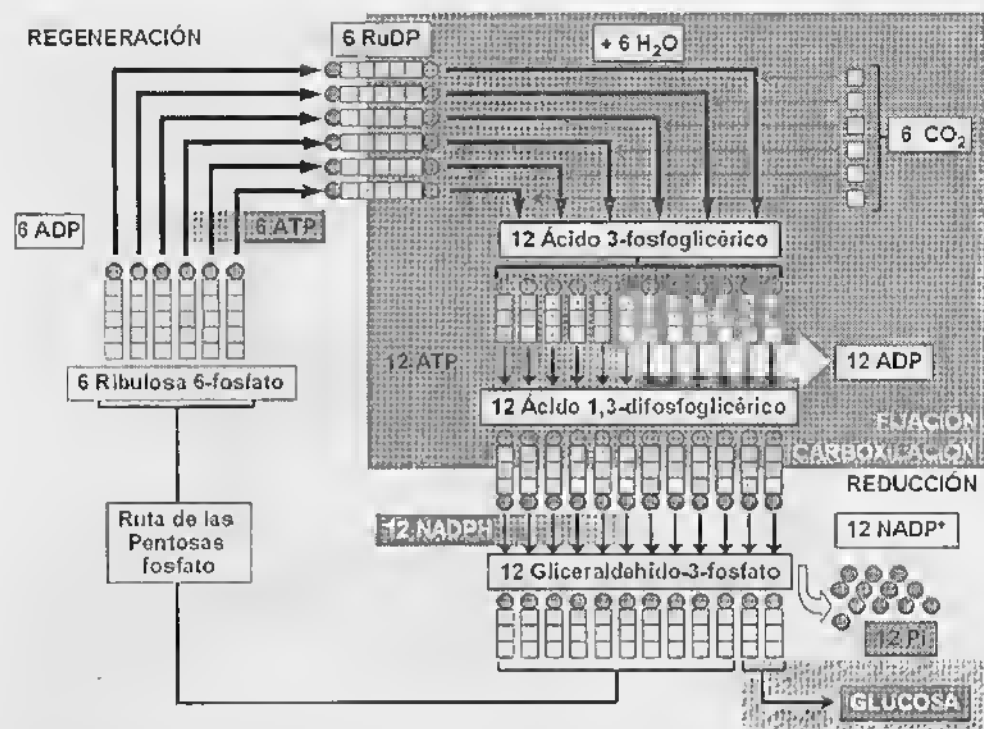 REGENERACIÓN
6 RuDP
+ 6 H₂O
6 CO₂
6 ADP
6 ATP
12 Ácido 3-fosfoglicérico
12 ATP
12 ADP
6 Ribulosa 6-fosfato
12 Ácido 1,3-difosfoglicérico
FIJACIÓN
CARBOXILACIÓN
REDUCCIÓN
Ruta de las
Pentosas
fosfato
12 NADPH
12 NADP⁺
12 Gliceraldehido-3-fosfato
12 Pi
GLUCOSA